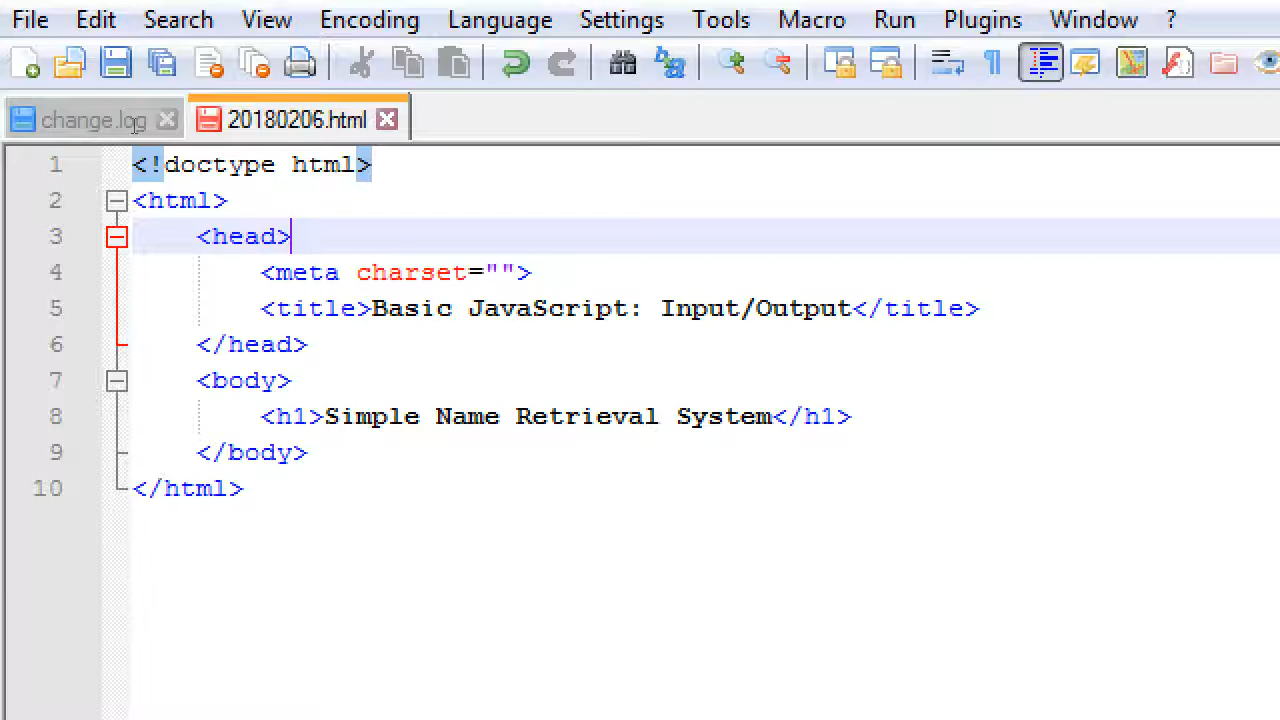 File Edit Search View Encoding Language Settings Tools Macro Run Plugins Window ?
change.log 20180206.html
1 <!doctype html>
2 <html>
3 <head>
4 <meta charset="">
5 <title>Basic JavaScript: Input/Output</title>
6 </head>
7 <body>
8 <h1>Simple Name Retrieval System</h1>
9 </body>
10 </html>